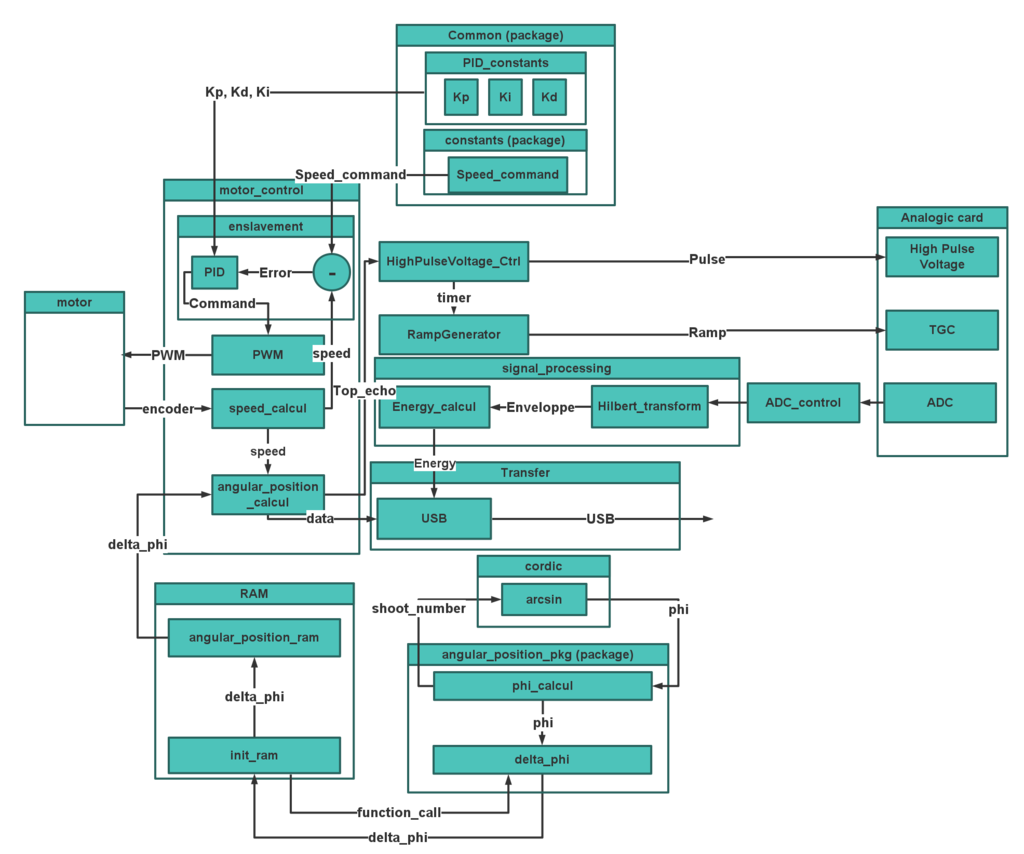 Common (package)
PID_constants
Kp
Ki
Kd
Kp, Kd, Ki
constants (package)
Speed_command
Speed_command
motor_control
enslavement
PID
Error
-
Command
motor
PWM
PWM
speed
encoder
speed_calcul
speed
angular_position
_calcul
Top_echo
data
delta_phi
HighPulseVoltage_Ctrl
timer
RampGenerator
Pulse
Ramp
Analogic card
High Pulse
Voltage
TGC
ADC
ADC_control
signal_processing
Hilbert_transform
Enveloppe
Energy_calcul
Energy
Transfer
USB
USB
cordic
arcsin
shoot_number
phi
angular_position_pkg (package)
phi_calcul
phi
delta_phi
RAM
angular_position_ram
delta_phi
init_ram
function_call
delta_phi